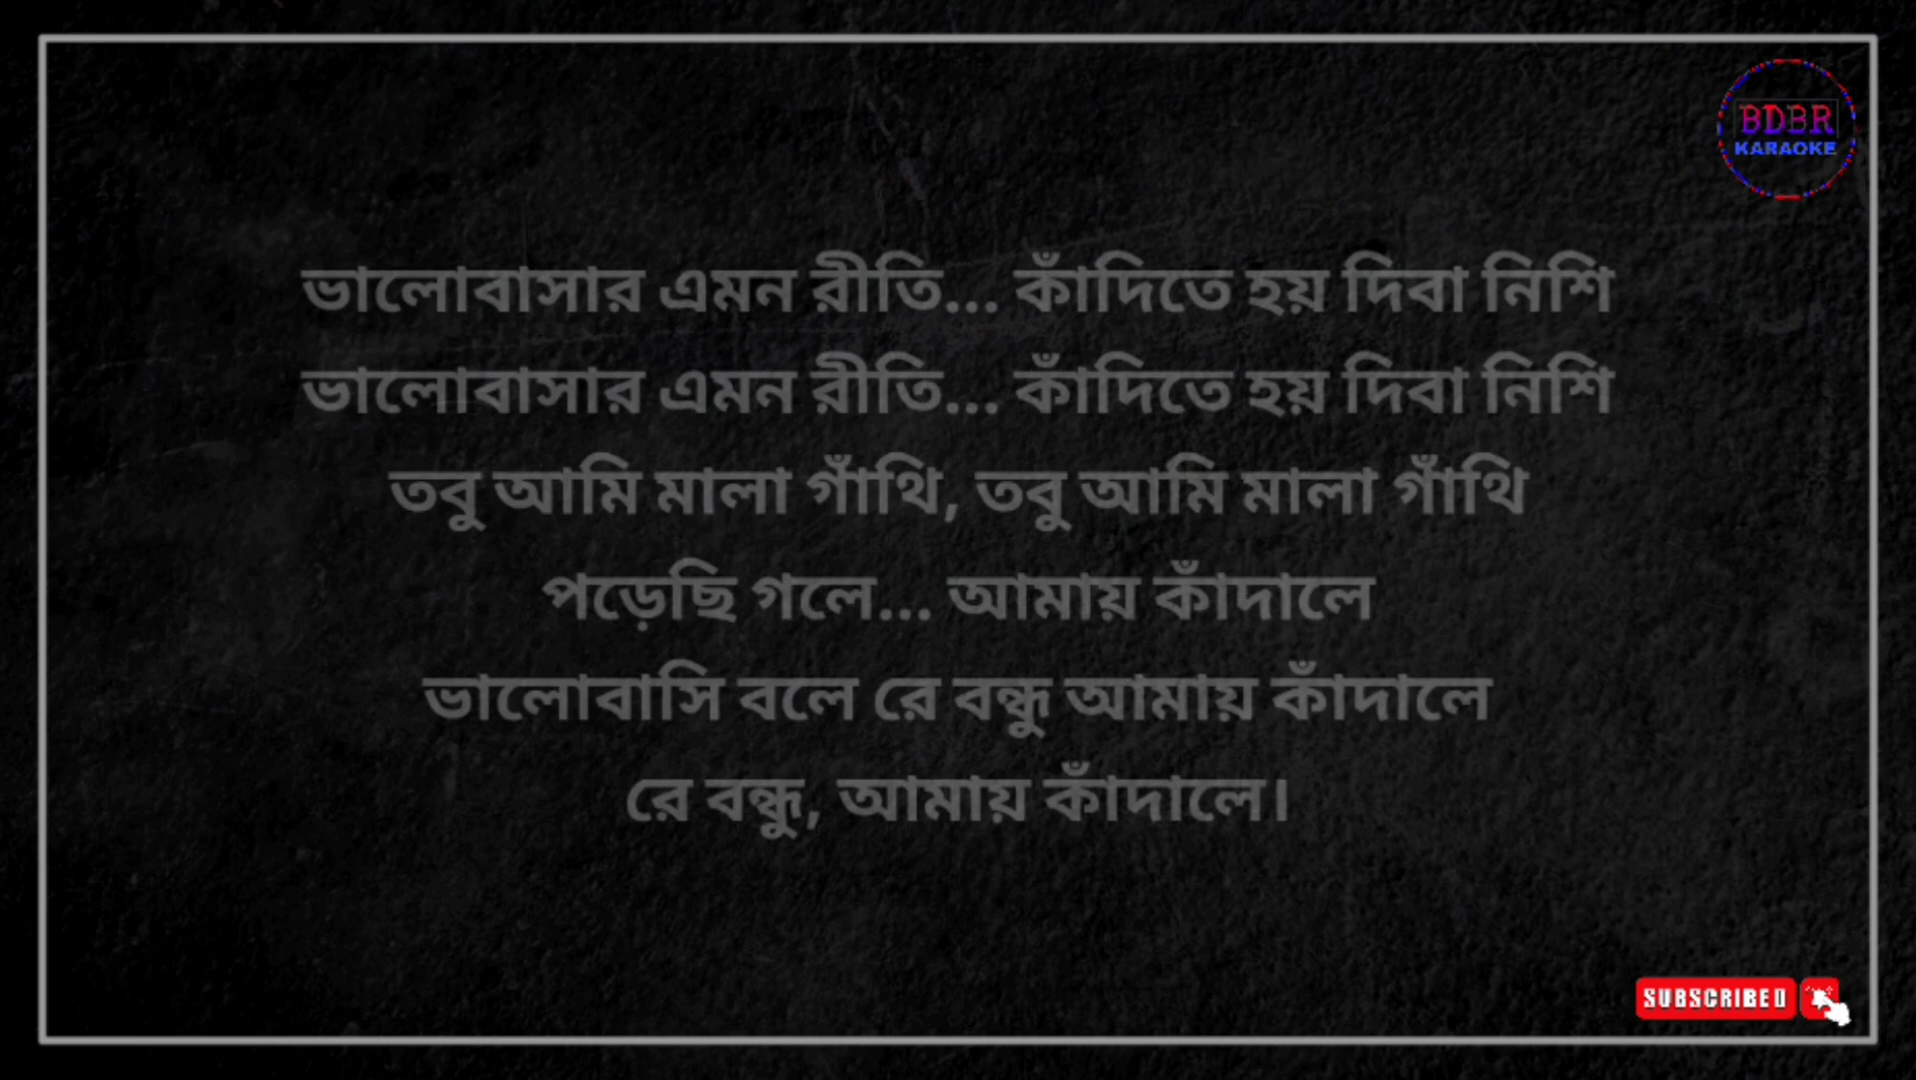 BDBR
KARAOKE
ভালোবাসার এমন রীতি... কাঁদিতে হয় দিবা নিশি
ভালোবাসার এমন রীতি... কাঁদিতে হয় দিবা নিশি
তবু আমি মালা গাঁথি, তবু আমি মালা গাঁথি
পড়েছি গলে... আমায় কাঁদালে
ভালোবাসি বলে রে বন্ধু আমায় কাঁদালে
রে বন্ধু, আমায় কাঁদালে।
SUBSCRIBED